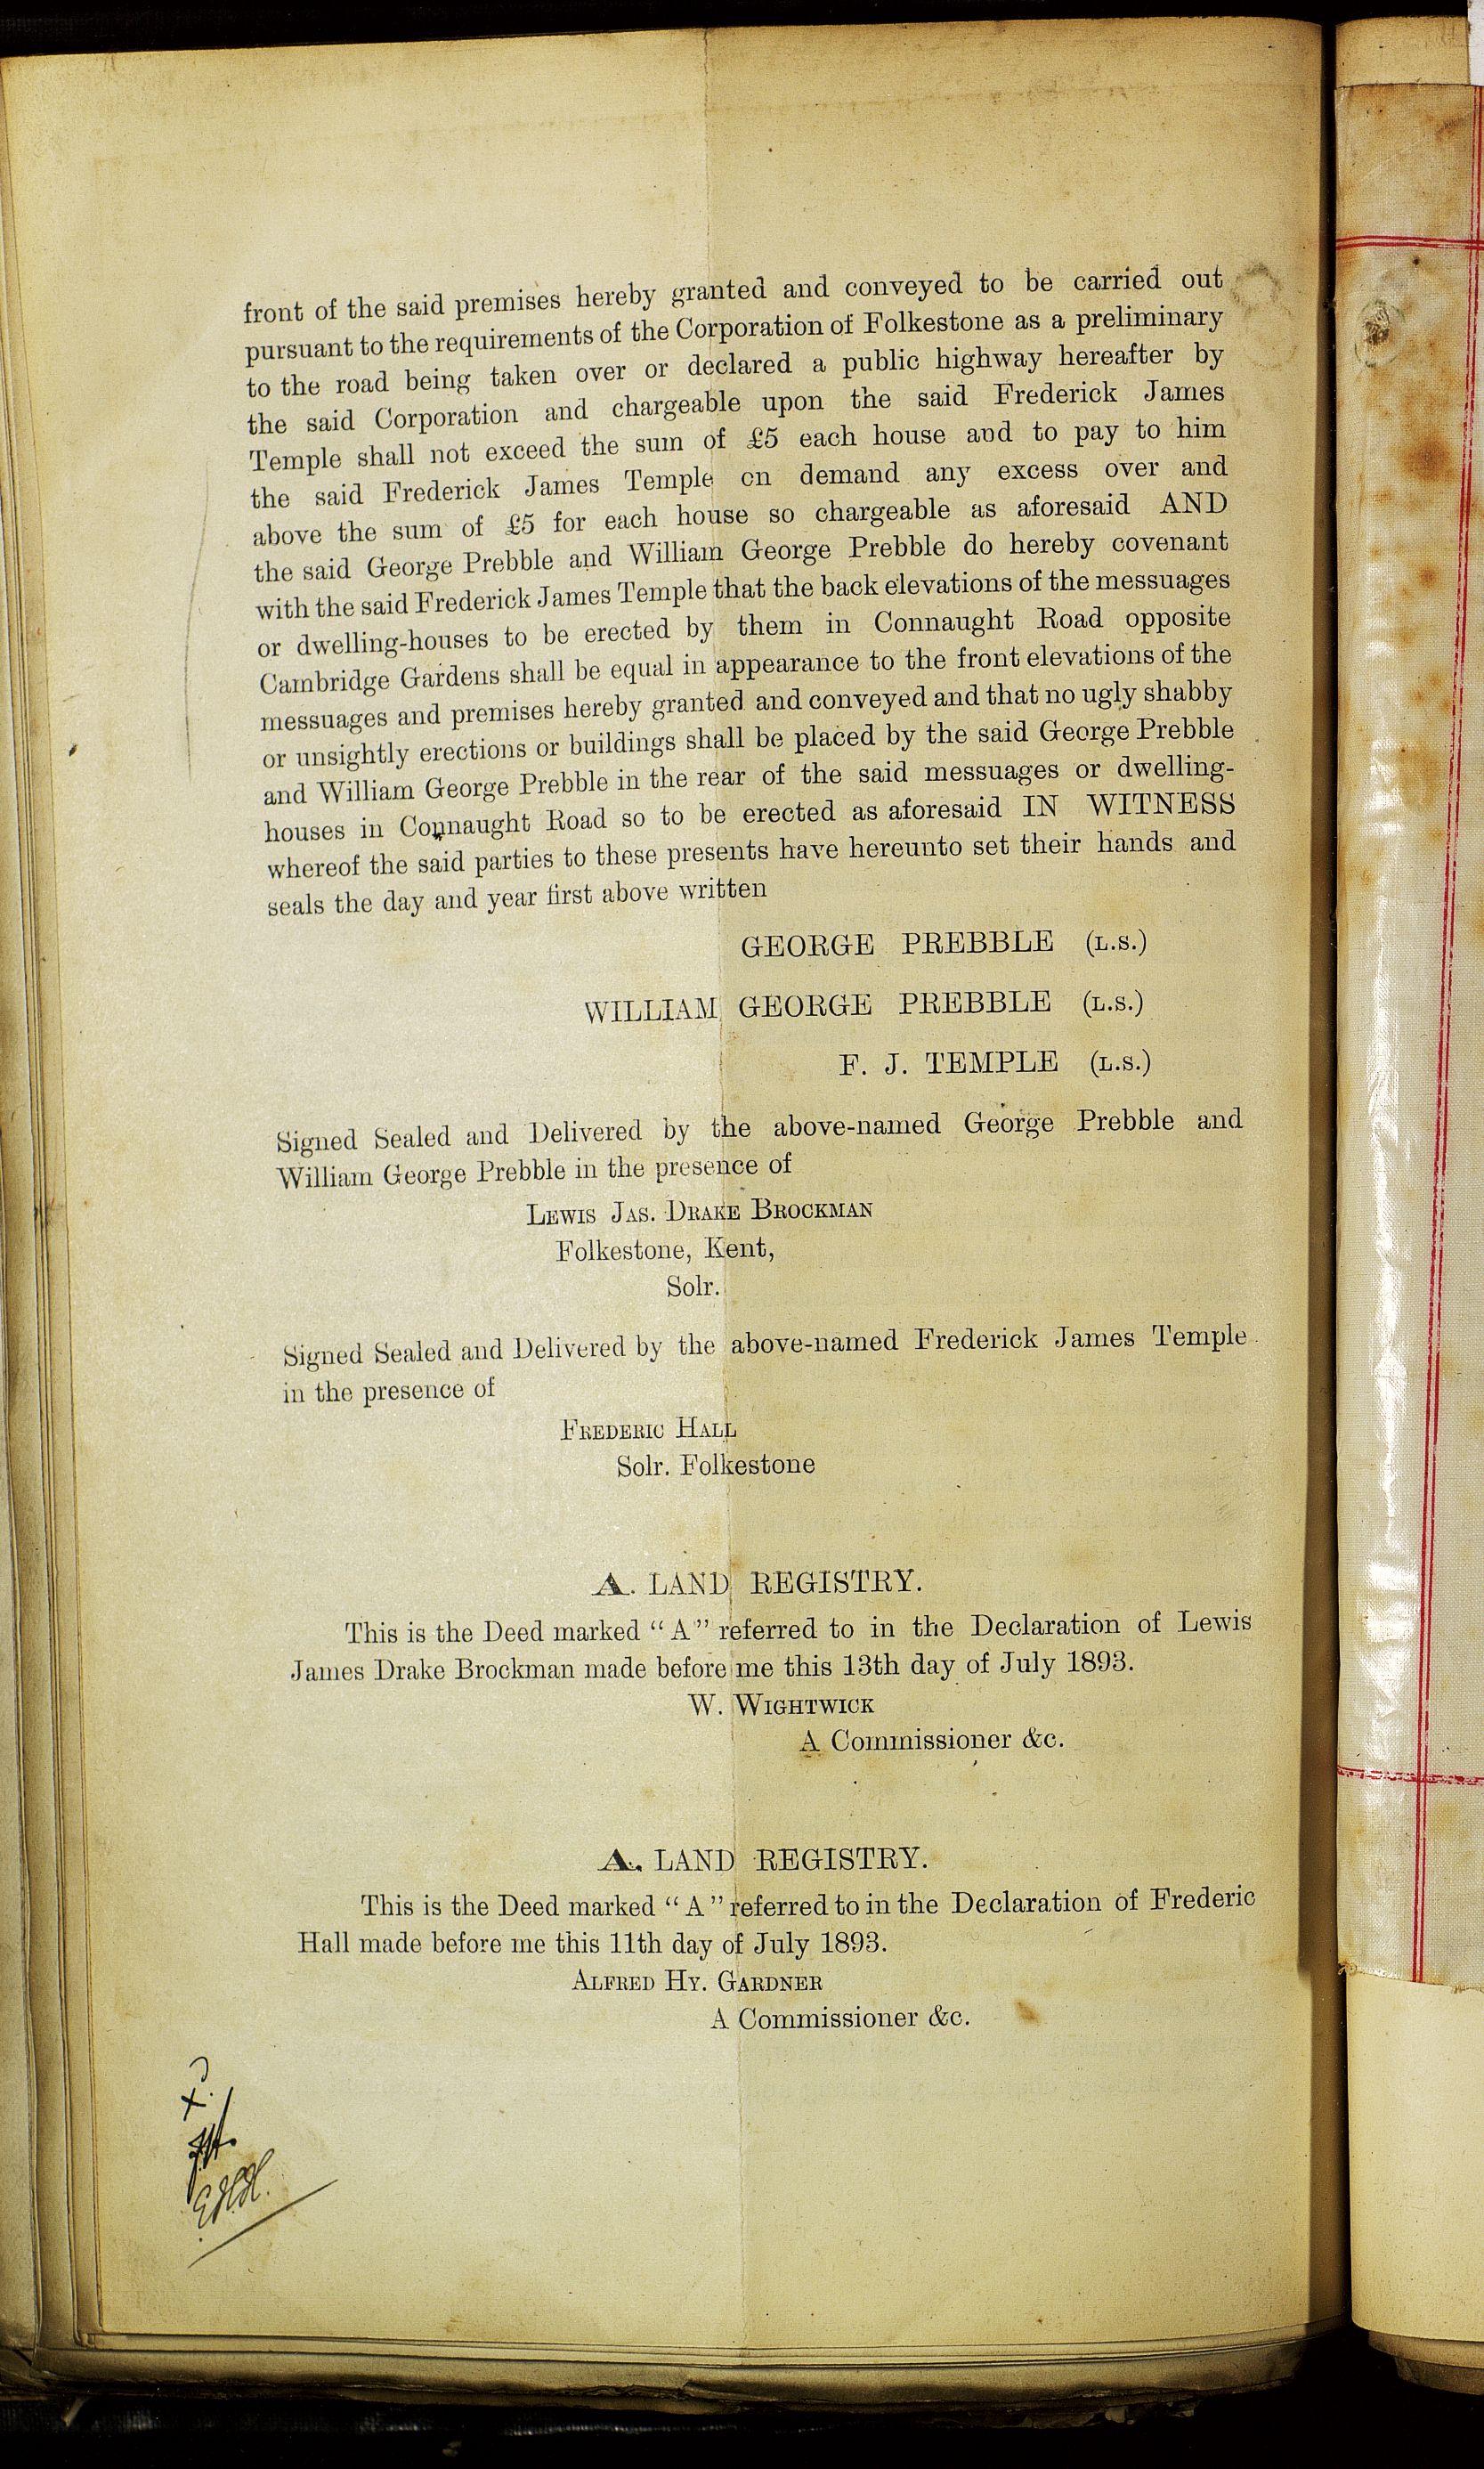 front of the said premises hereby granted and conveyed to be carried out
pursuant to the requirements of the Corporation of Folkestone as a preliminary
to the road being taken over or declared a public highway hereafter by
the said Corporation and chargeable upon the said Frederick James
Temple shall not exceed the sum of £5 each house and to pay to him
the said Frederick James Temple on demand any excess over and
above the sum of £5 for each house so chargeable as aforesaid AND
the said George Prebble and William George Prebble do hereby covenant
with the said Frederick James Temple that the back elevations of the messuages
or dwelling-houses to be erected by them in Connaught Road opposite
Cambridge Gardens shall be equal in appearance to the front elevations of the
messuages and premises hereby granted and conveyed and that no ugly shabby
or unsightly erections or buildings shall be placed by the said George Prebble
and William George Prebble in the rear of the said messuages or dwelling-
houses in Connaught Road so to be erected as aforesaid IN WITNESS
whereof the said parties to these presents have hereunto set their hands and
seals the day and year first above written
GEORGE PREBBLE (L.S.)
WILLIAM GEORGE PREBBLE (L.S.)
F. J. TEMPLE (L.S.)
Signed Sealed and Delivered by the above-named George Prebble and
William George Prebble in the presence of
LEWIS JAS. DRAKE BROCKMAN
Folkestone, Kent,
Solr.
Signed Sealed and Delivered by the above-named Frederick James Temple
in the presence of
FREDERIC HALL
Solr. Folkestone
A. LAND REGISTRY.
This is the Deed marked "A" referred to in the Declaration of Lewis
James Drake Brockman made before me this 13th day of July 1893.
W. WIGHTWICK
A Commissioner &c.
A. LAND REGISTRY.
This is the Deed marked "A" referred to in the Declaration of Frederic
Hall made before me this 11th day of July 1893.
ALFRED HY. GARDNER
A Commissioner &c.